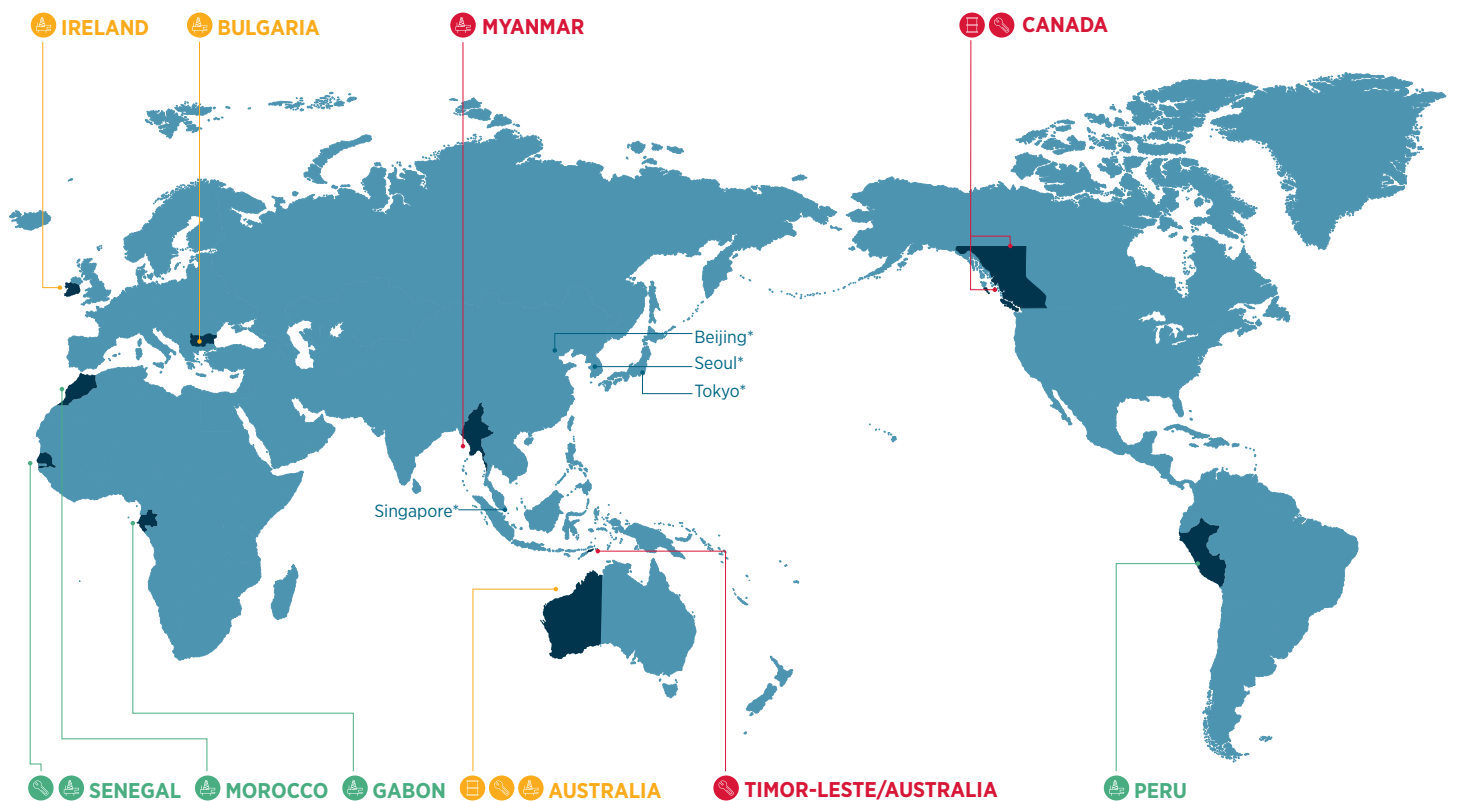 IRELAND
BULGARIA
MYANMAR
CANADA
Beijing*
Seoul*
Tokyo*
Singapore*
SENEGAL
MOROCCO
GABON
AUSTRALIA
TIMOR-LESTE/AUSTRALIA
PERU